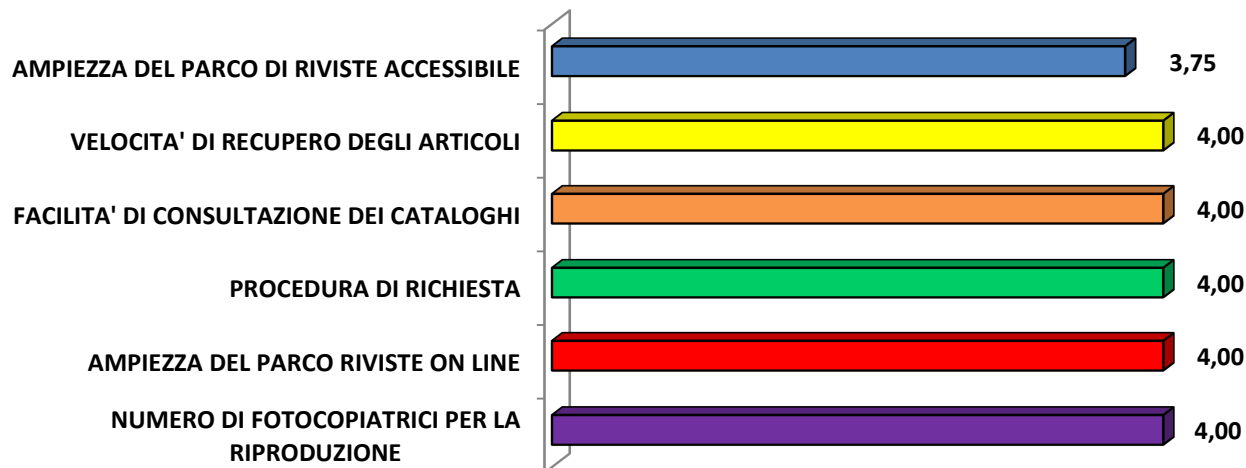 AMPIEZZA DEL PARCO DI RIVISTE ACCESSIBILE 3,75
VELOCITA' DI RECUPERO DEGLI ARTICOLI 4,00
FACILITA' DI CONSULTAZIONE DEI CATALOGHI 4,00
PROCEDURA DI RICHIESTA 4,00
AMPIEZZA DEL PARCO RIVISTE ON LINE 4,00
NUMERO DI FOTOCOPIATRICI PER LA
RIPRODUZIONE 4,00